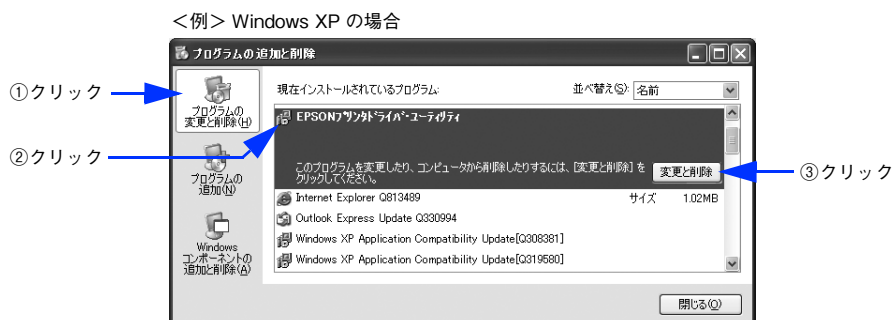 ＜例＞ Windows XP の場合
プログラムの追加と削除
①クリック
プログラムの
変更と削除(H)
現在インストールされているプログラム:
並べ替え(S):
名前
EPSONプリンタドライバ・ユーティリティ
②クリック
このプログラムを変更したり、コンピュータから削除したりするには、[変更と削除] を
クリックしてください。
変更と削除
③クリック
プログラムの
追加(N)
Internet Explorer Q813489
サイズ
1.02MB
Outlook Express Update Q330994
Windows XP Application Compatibility Update[Q308381]
Windows XP Application Compatibility Update[Q319580]
Windows
コンポーネントの
追加と削除(A)
閉じる(O)